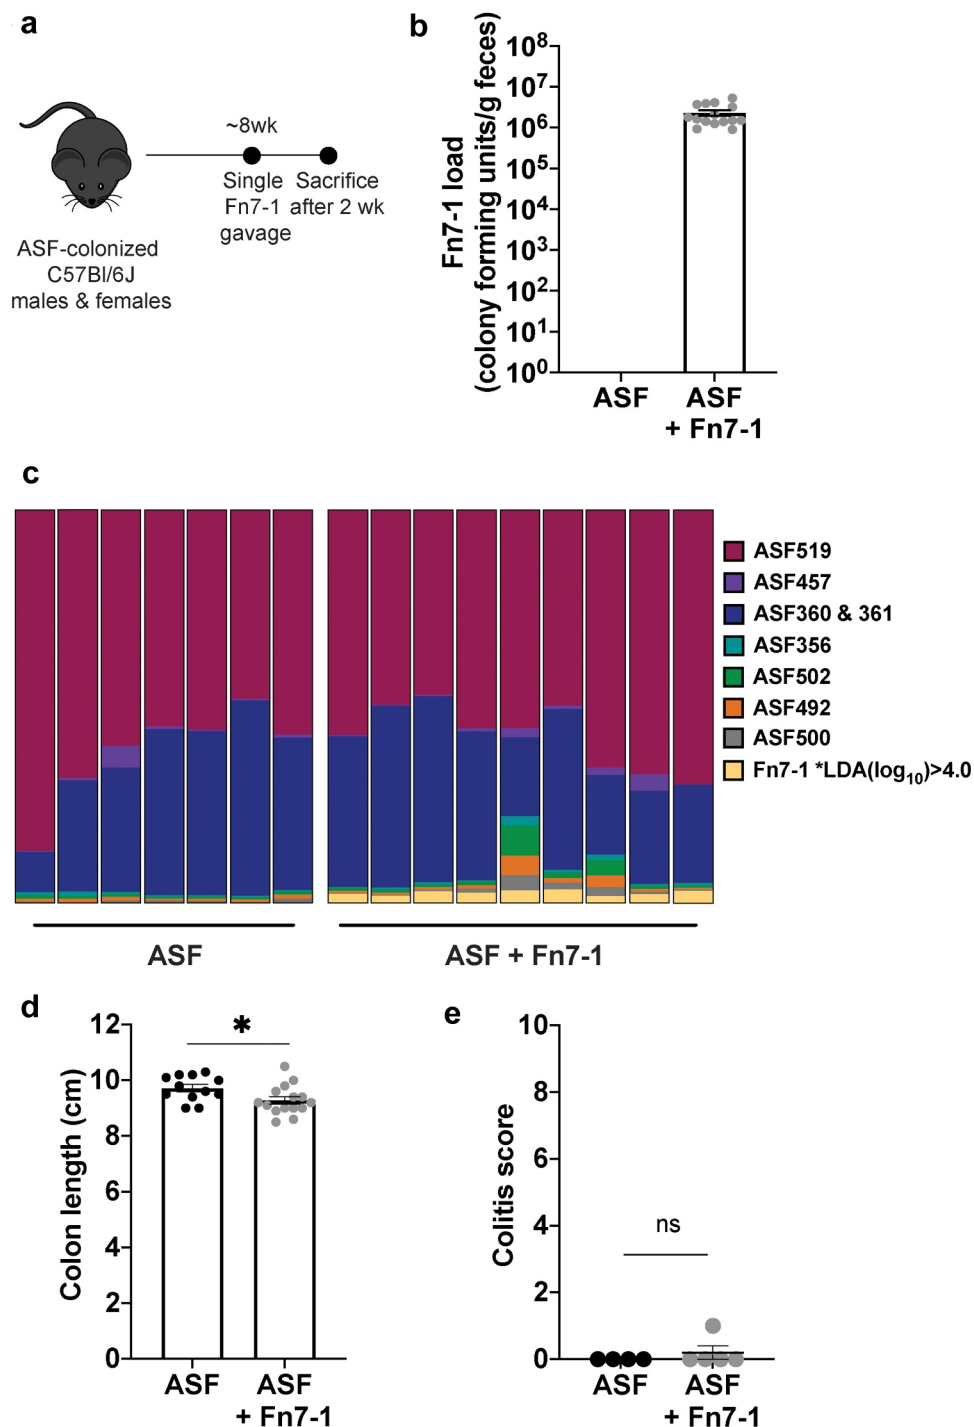 a
~8wk
Single Sacrifice
Fn7-1 after 2 wk
gavage
ASF-colonized
C57Bl/6J
males & females
b
Fn7-1 load
(colony forming units/g feces)
10⁸
10⁷
10⁶
10⁵
10⁴
10³
10²
10¹
10⁰
ASF
ASF
+ Fn7-1
c
ASF519
ASF457
ASF360 & 361
ASF356
ASF502
ASF492
ASF500
Fn7-1 *LDA(log₁₀)>4.0
ASF
ASF + Fn7-1
d
Colon length (cm)
12
10
8
6
4
2
0
*
ASF
ASF
+ Fn7-1
e
Colitis score
10
8
6
4
2
0
ns
ASF
ASF
+ Fn7-1